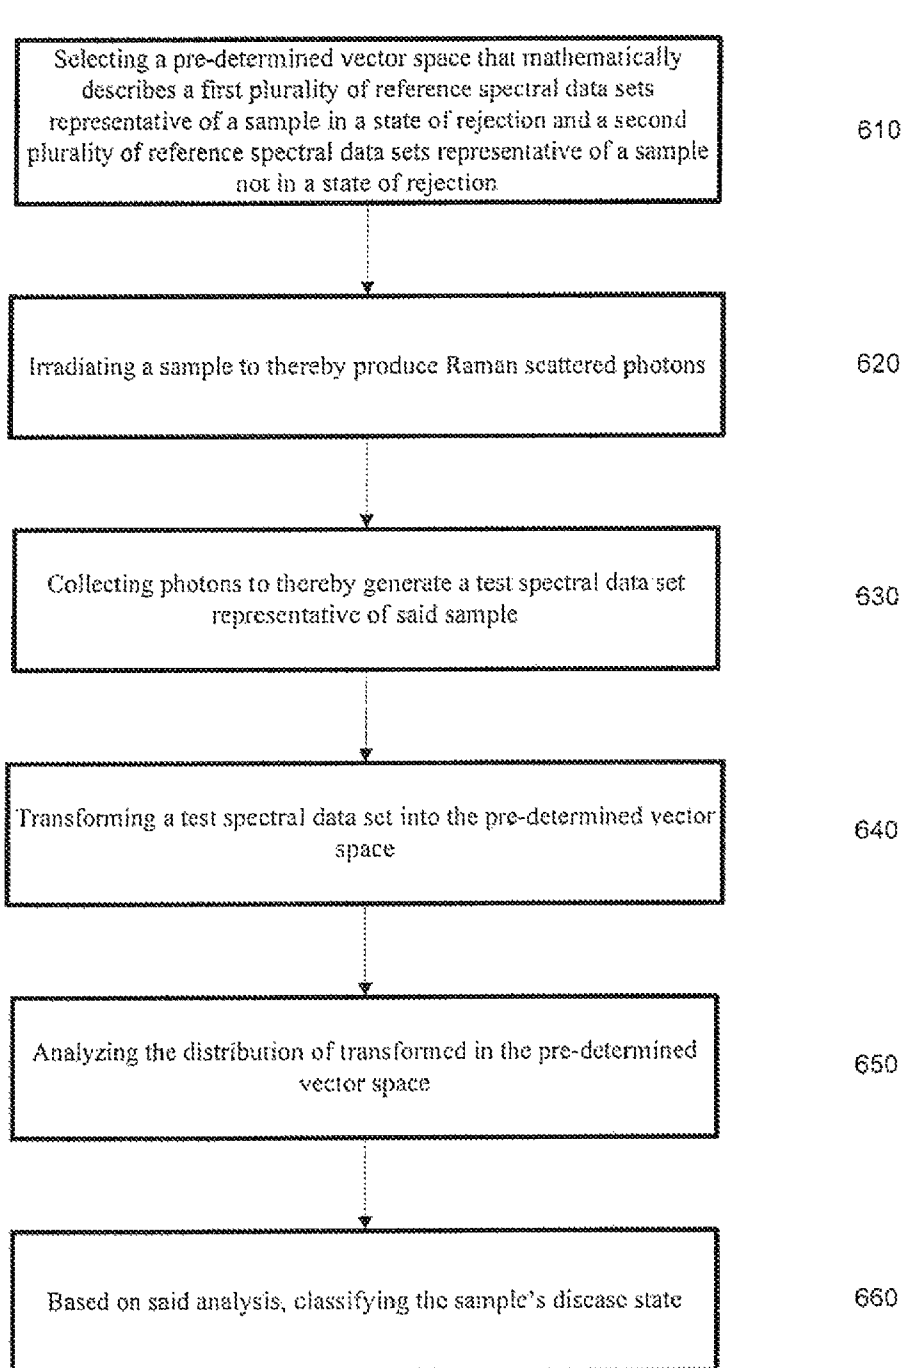 Selecting a pre-determined vector space that mathematically
describes a first plurality of reference spectral data sets
representative of a sample in a state of rejection and a second
plurality of reference spectral data sets representative of a sample
not in a state of rejection
610
Irradiating a sample to thereby produce Raman scattered photons
620
Collecting photons to thereby generate a test spectral data set
representative of said sample
630
Transforming a test spectral data set into the pre-determined vector
space
640
Analyzing the distribution of transformed in the pre-determined
vector space
650
Based on said analysis, classifying the sample's disease state
660